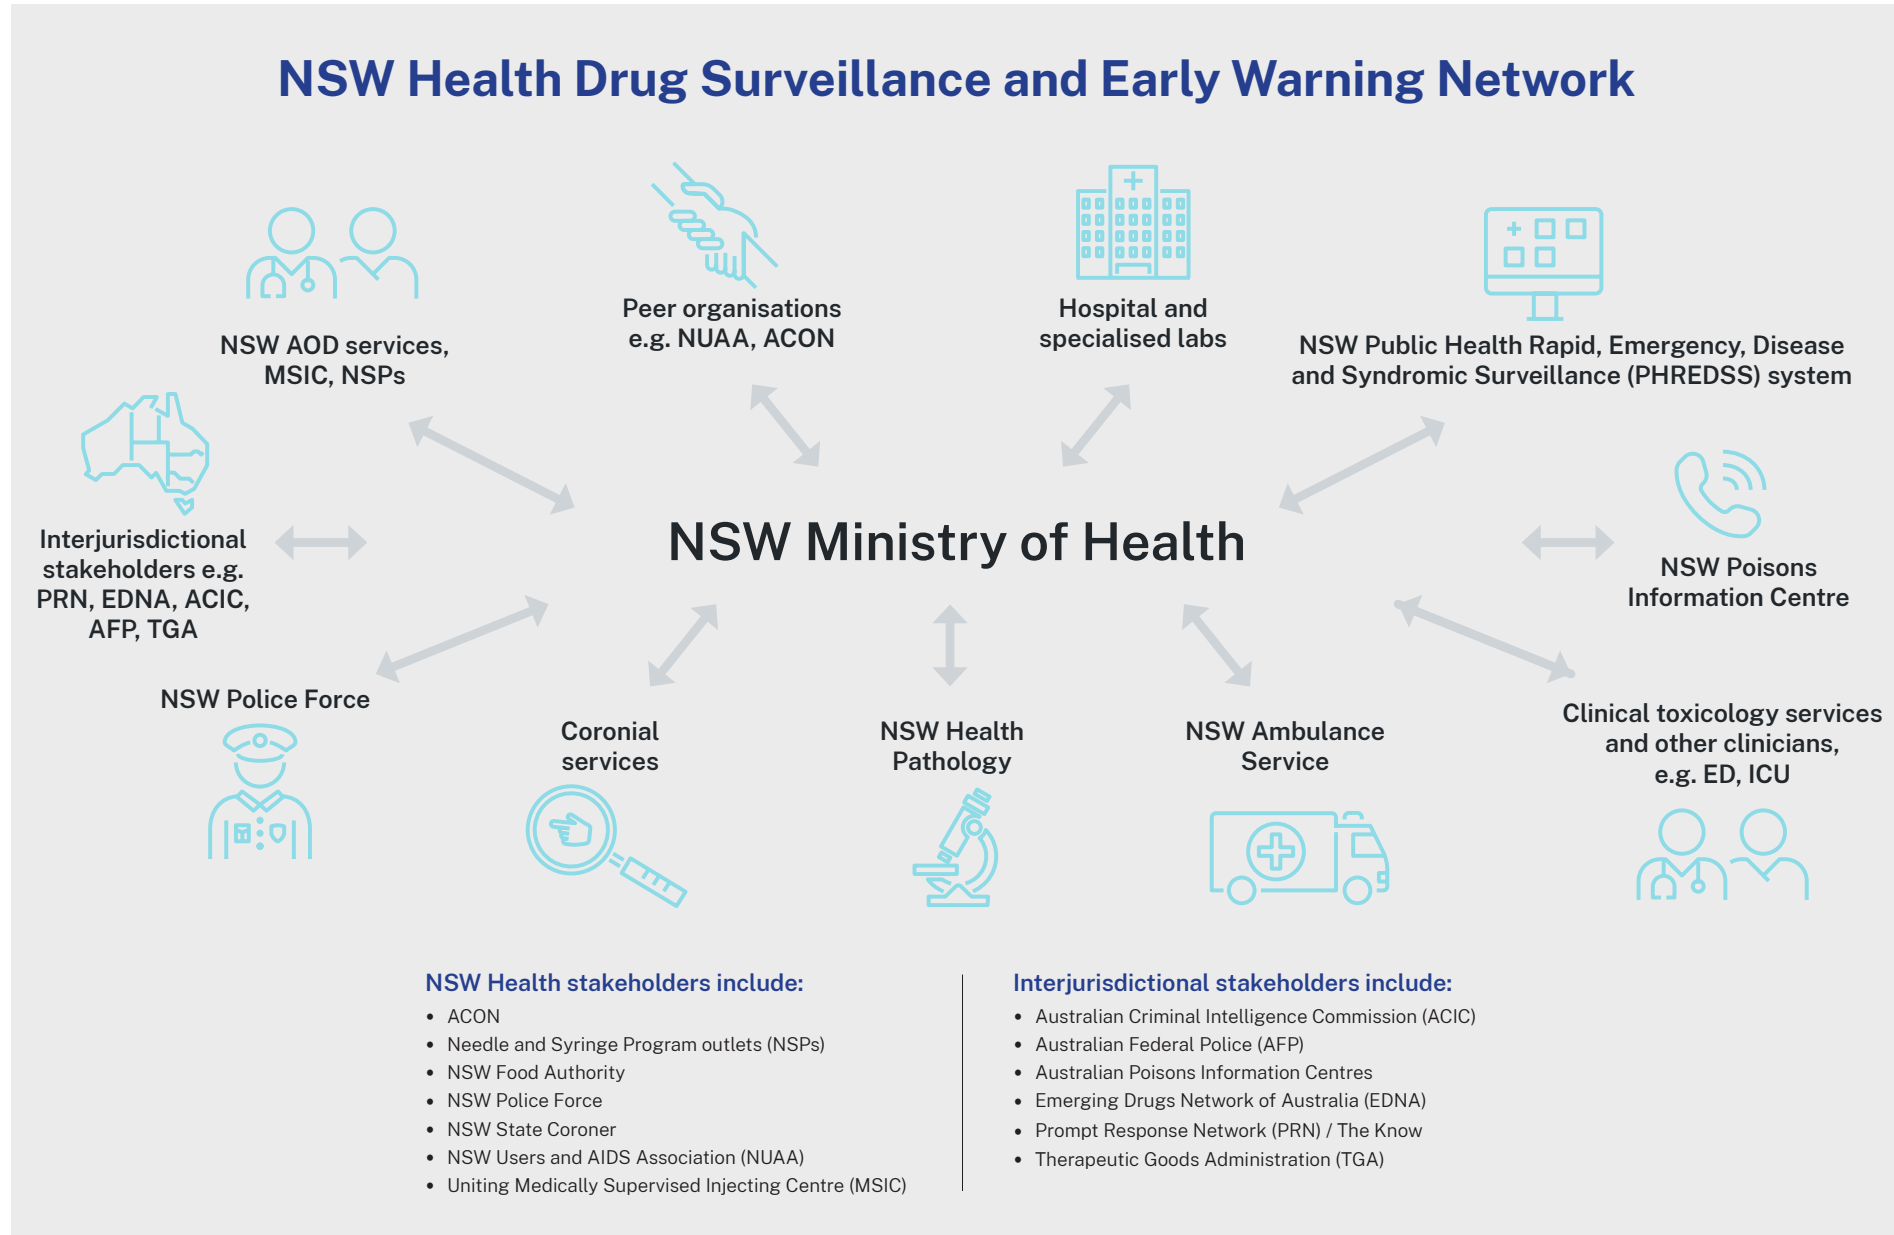 NSW Health Drug Surveillance and Early Warning Network
NSW AOD services,
MSIC, NSPs
Peer organisations
e.g. NUAA, ACON
Hospital and
specialised labs
NSW Public Health Rapid, Emergency, Disease
and Syndromic Surveillance (PHREDSS) system
Interjurisdictional
stakeholders e.g.
PRN, EDNA, ACIC,
AFP, TGA
NSW Ministry of Health
NSW Poisons
Information Centre
NSW Police Force
Coronial
services
NSW Health
Pathology
NSW Ambulance
Service
Clinical toxicology services
and other clinicians,
e.g. ED, ICU
NSW Health stakeholders include:
• ACON
• Needle and Syringe Program outlets (NSPs)
• NSW Food Authority
• NSW Police Force
• NSW State Coroner
• NSW Users and AIDS Association (NUAA)
• Uniting Medically Supervised Injecting Centre (MSIC)
Interjurisdictional stakeholders include:
• Australian Criminal Intelligence Commission (ACIC)
• Australian Federal Police (AFP)
• Australian Poisons Information Centres
• Emerging Drugs Network of Australia (EDNA)
• Prompt Response Network (PRN) / The Know
• Therapeutic Goods Administration (TGA)